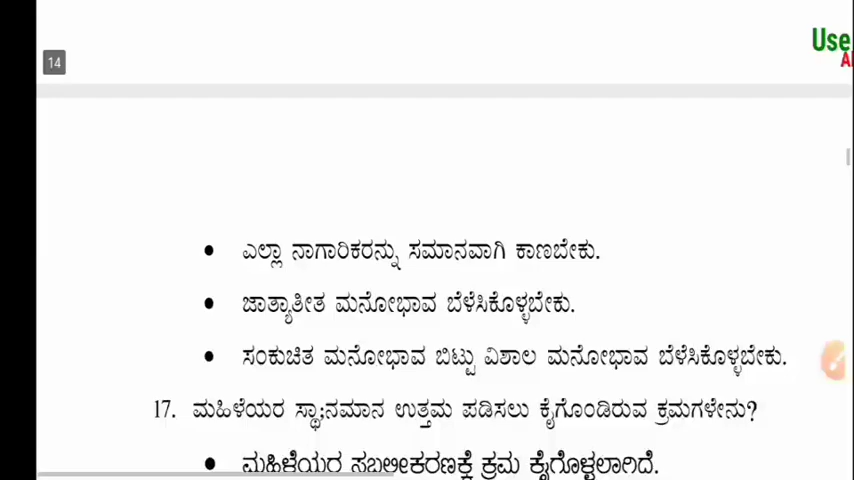 Use
14
A
• ಎಲ್ಲಾ ನಾಗಾರಿಕರನ್ನು ಸಮಾನವಾಗಿ ಕಾಣಬೇಕು.
• ಜಾತ್ಯಾತೀತ ಮನೋಭಾವ ಬೆಳೆಸಿಕೊಳ್ಳಬೇಕು.
• ಸಂಕುಚಿತ ಮನೋಭಾವ ಬಿಟ್ಟು ವಿಶಾಲ ಮನೋಭಾವ ಬೆಳೆಸಿಕೊಳ್ಳಬೇಕು.
17. ಮಹಿಳೆಯರ ಸ್ಥಾ;ನಮಾನ ಉತ್ತಮ ಪಡಿಸಲು ಕೈಗೊಂಡಿರುವ ಕ್ರಮಗಳೇನು?
• ಮಹಿಳೆಯರ ಸಬಲೀಕರಣಕ್ಕೆ ಕ್ರಮ ಕೈಗೊಳ್ಳಲಾಗಿದೆ.